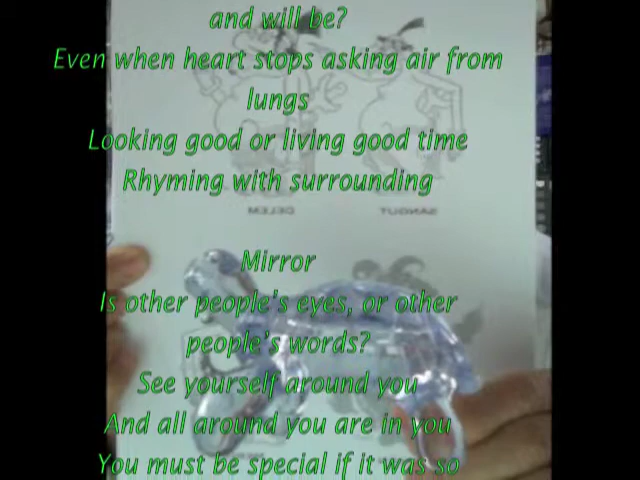 and will be?
Even when heart stops asking air from
lungs
Looking good or living good time
Rhyming with surrounding
DELEM
SANGUT
Mirror
Is other people's eyes, or other
people's words?
See yourself around you
And all around you are in you
You must be special if it was so